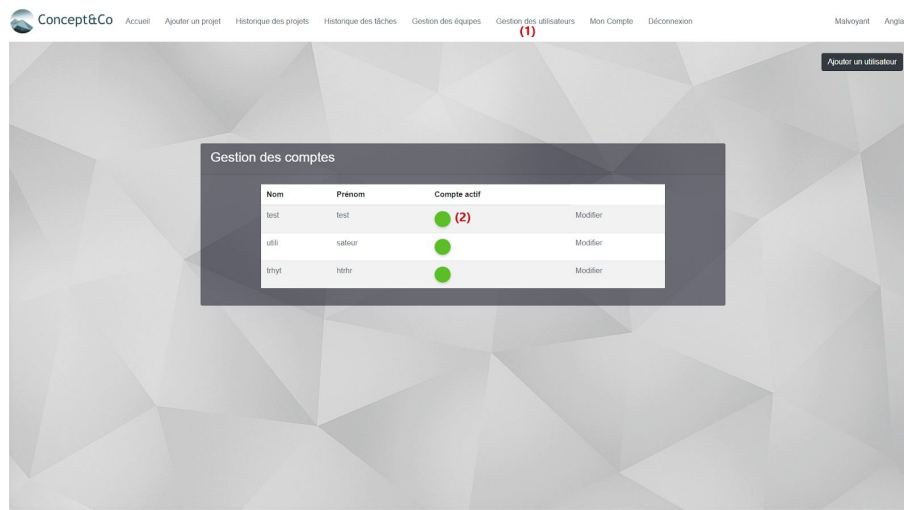 Concept&Co Accueil Ajouter un projet Historique des projets Historique des tâches Gestion des équipes Gestion des utilisateurs Mon Compte Déconnexion Malvoyant Angla
(1)
Ajouter un utilisateur
Gestion des comptes
Nom Prénom Compte actif
test test (2) Modifier
utili sateur Modifier
trhyt htrhr Modifier